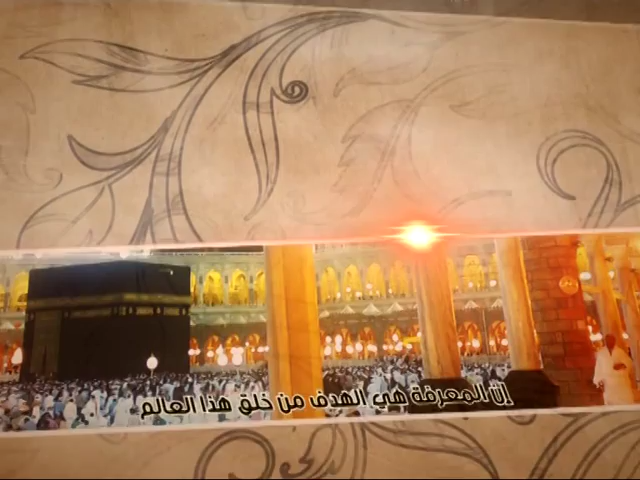 إن المعرفة هي الهدف من خلق هذا العالم